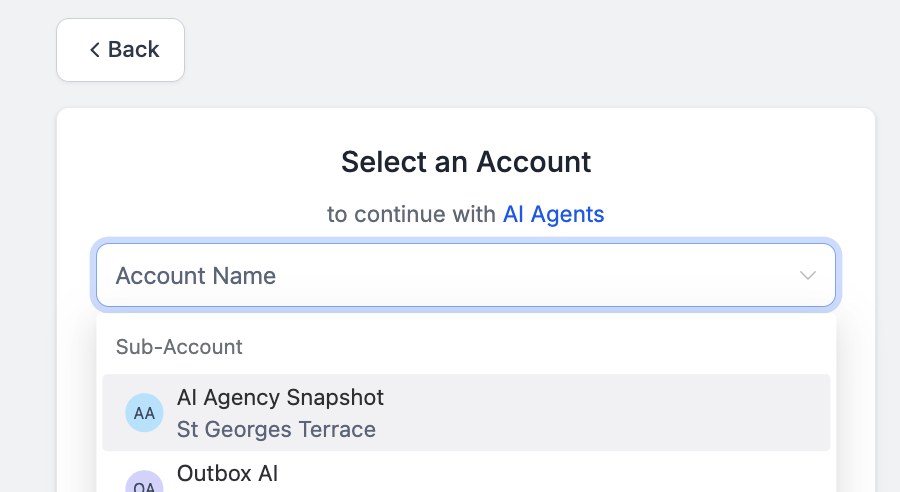 Back
Select an Account
to continue with AI Agents
Account Name
Sub-Account
AA
AI Agency Snapshot
St Georges Terrace
OA
Outbox AI